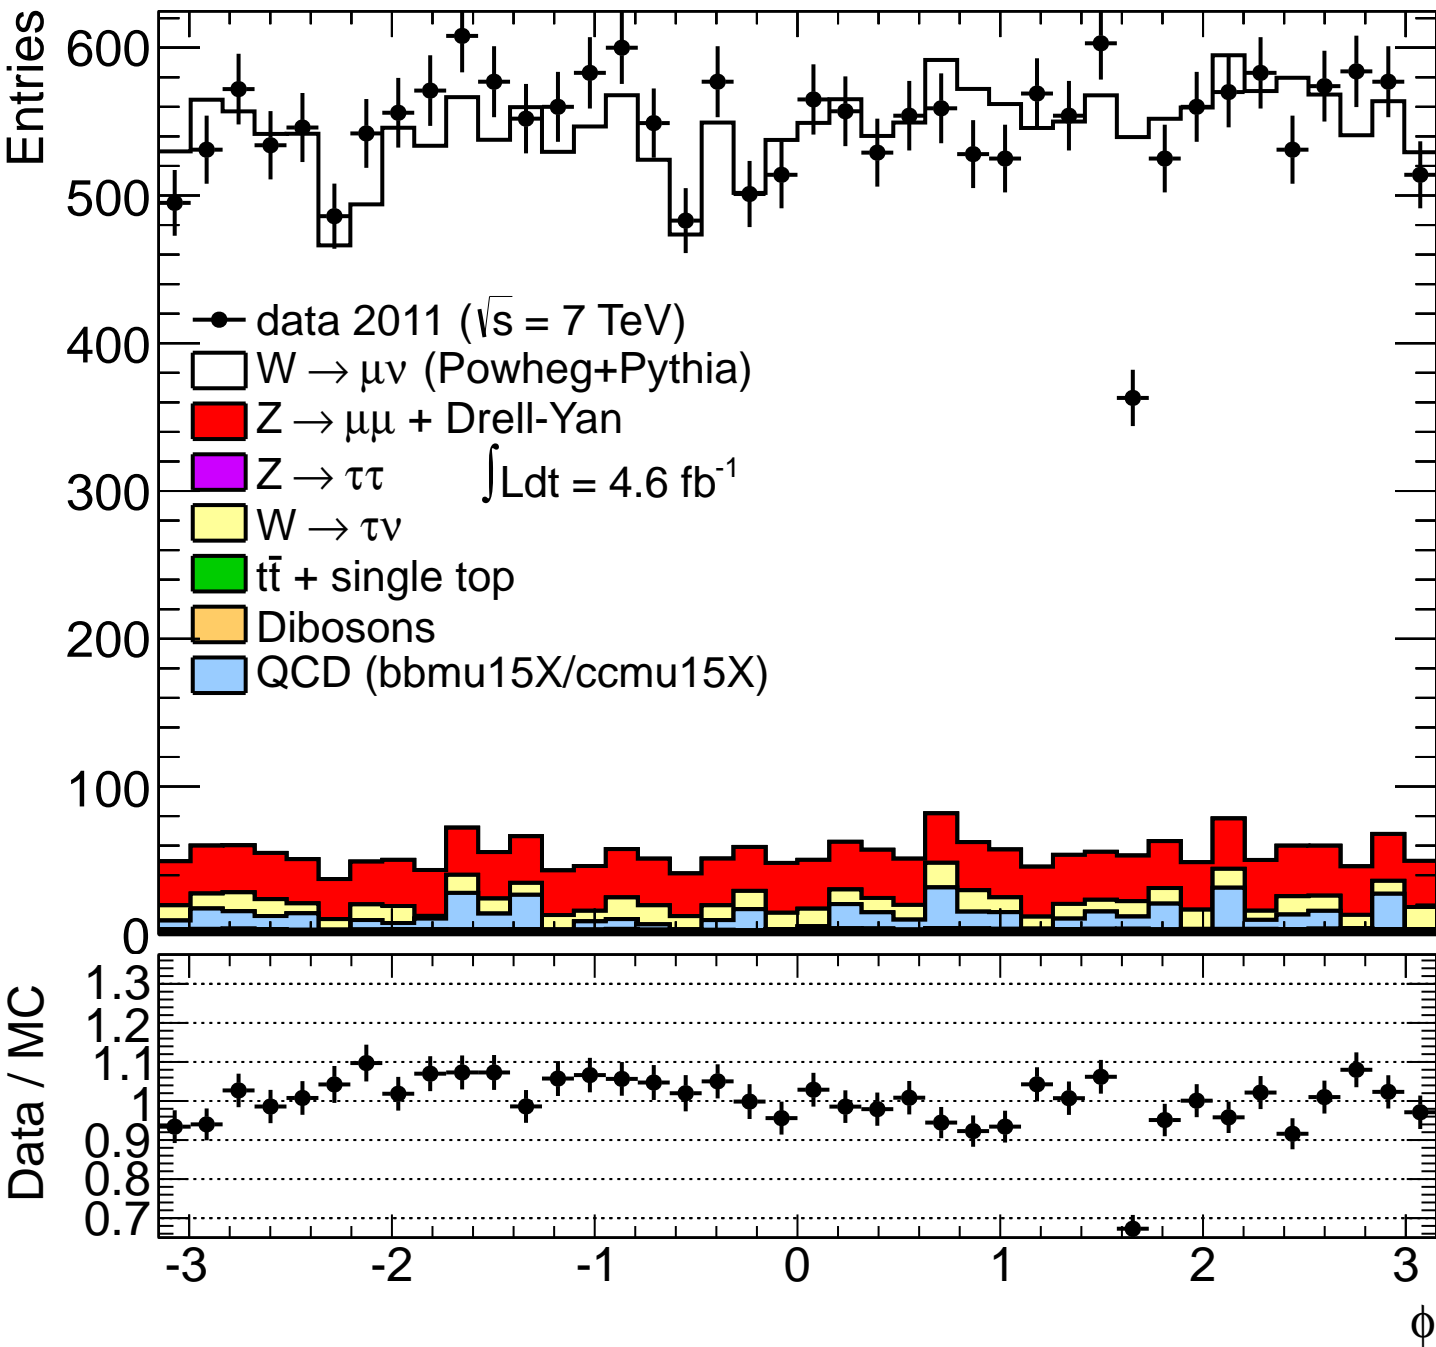 Entries
600
500
400
300
200
100
0
data 2011 (√s = 7 TeV)
W → μν (Powheg+Pythia)
Z → μμ + Drell-Yan
Z → ττ
∫Ldt = 4.6 fb⁻¹
W → τν
tt̄ + single top
Dibosons
QCD (bbmu15X/ccmu15X)
Data / MC
1.3
1.2
1.1
1
0.9
0.8
0.7
-3 -2 -1 0 1 2 3
ϕ